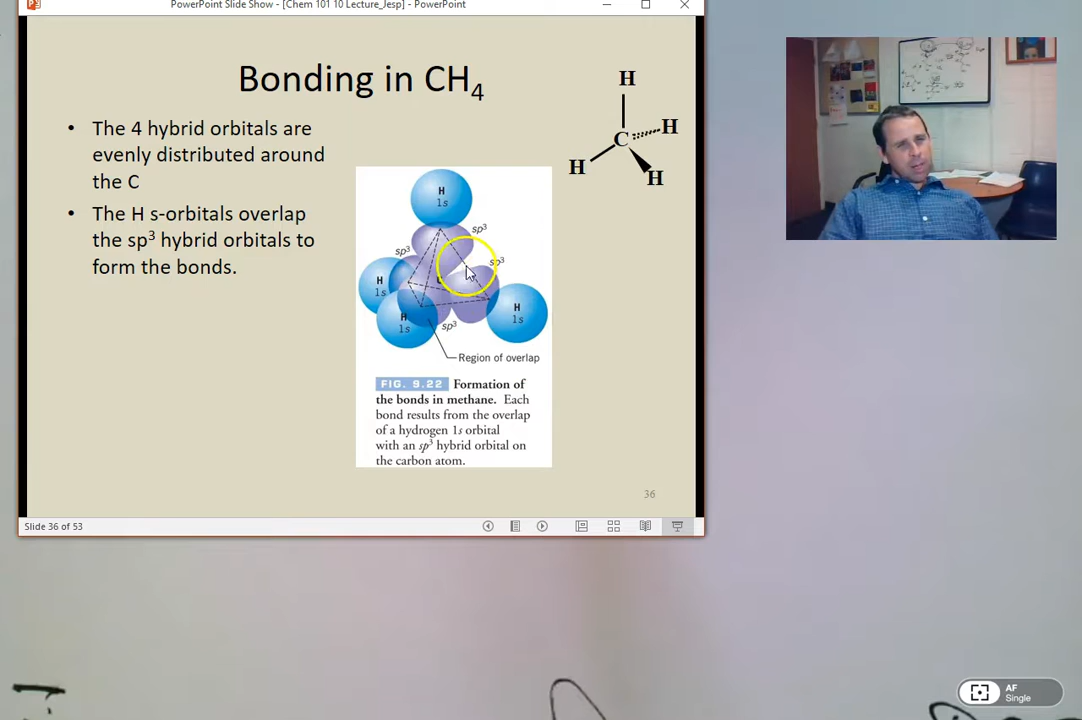 PowerPoint Slide Show - [Chem 101 10 Lecture_Jesp] - PowerPoint
Bonding in CH₄
• The 4 hybrid orbitals are
evenly distributed around
the C
• The H s-orbitals overlap
the sp³ hybrid orbitals to
form the bonds.
H
C
H
H
H
H
1s
sp³
sp³
sp³
H
1s
H
1s
H
1s
sp³
Region of overlap
FIG. 9.22 Formation of
the bonds in methane. Each
bond results from the overlap
of a hydrogen 1s orbital
with an sp³ hybrid orbital on
the carbon atom.
36
Slide 36 of 53
AF
Single